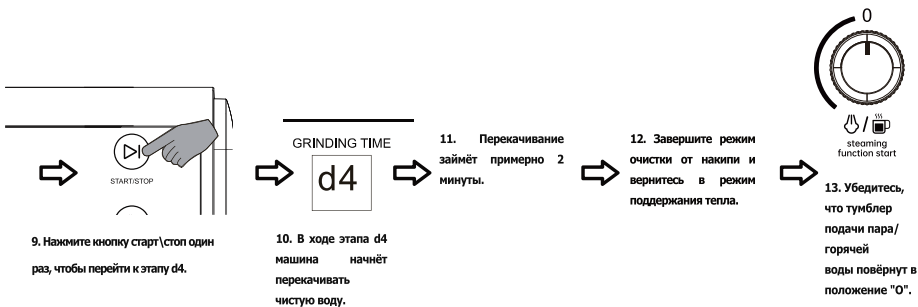 START/STOP
9. Нажмите кнопку старт\стоп один
раз, чтобы перейти к этапу d4.
GRINDING TIME
d4
10. В ходе этапа d4
машина начнёт
перекачивать
чистую воду.
11. Перекачивание
займёт примерно 2
минуты.
12. Завершите режим
очистки от накипи и
вернитесь в режим
поддержания тепла.
0
/
steaming
function start
13. Убедитесь,
что тумблер
подачи пара/
горячей
воды повёрнут в
положение "О".